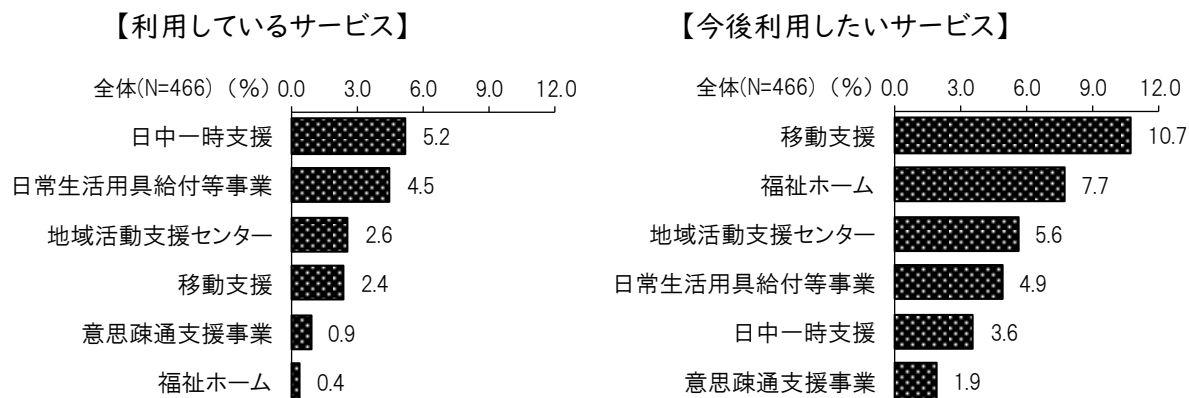 【利用しているサービス】
全体(N=466)（%） 0.0 3.0 6.0 9.0 12.0
日中一時支援 5.2
日常生活用具給付等事業 4.5
地域活動支援センター 2.6
移動支援 2.4
意思疎通支援事業 0.9
福祉ホーム 0.4
【今後利用したいサービス】
全体(N=466)（%） 0.0 3.0 6.0 9.0 12.0
移動支援 10.7
福祉ホーム 7.7
地域活動支援センター 5.6
日常生活用具給付等事業 4.9
日中一時支援 3.6
意思疎通支援事業 1.9